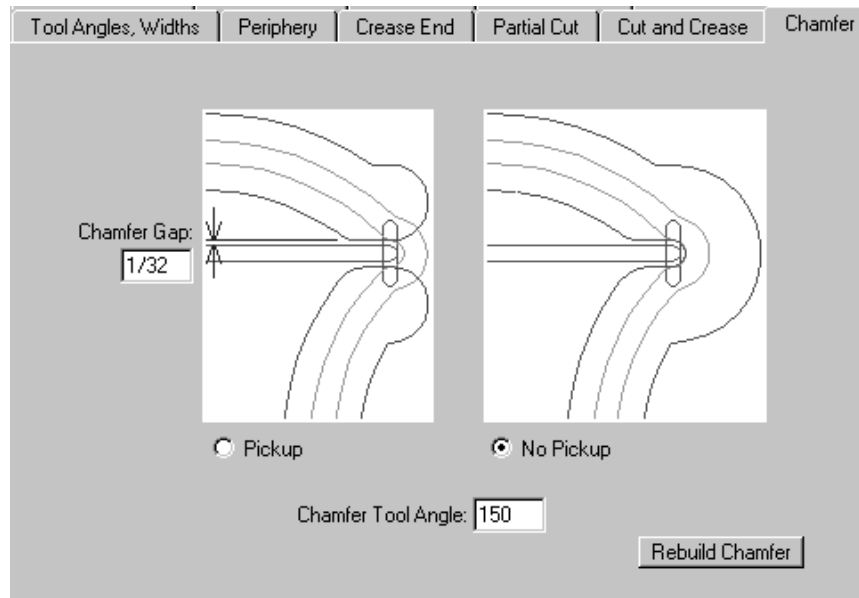 Tool Angles, Widths Periphery Crease End Partial Cut Cut and Crease Chamfer
Chamfer Gap:
1/32
Pickup No Pickup
Chamfer Tool Angle: 150
Rebuild Chamfer